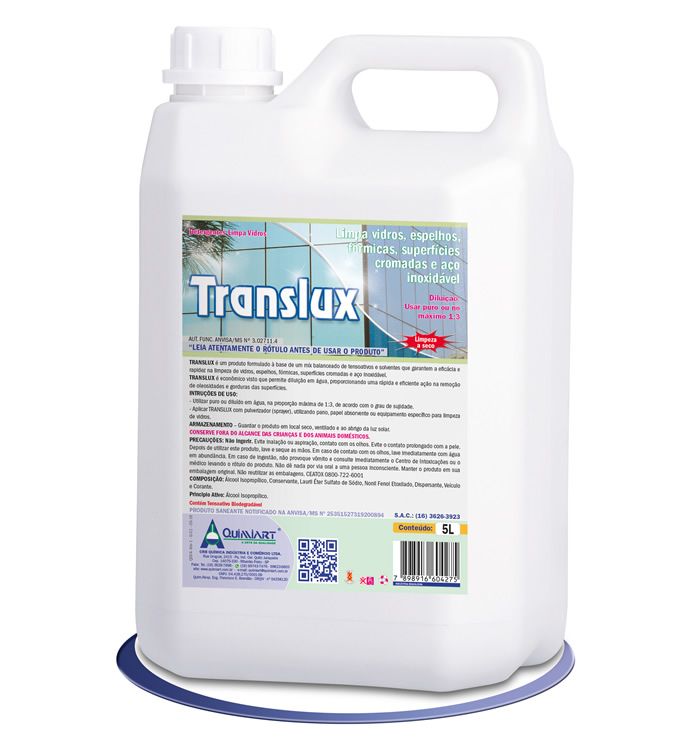 Detergente Limpa Vidros
Limpa vidros, espelhos,
fórmicas, superfícies
cromadas e aço
inoxidável
Translux
Diluição:
Usar puro ou no
máximo 1:3
Limpeza
a seco
AUT. FUNC. ANVISA/MS Nº 3.02711.4
"LEIA ATENTAMENTE O RÓTULO ANTES DE USAR O PRODUTO"
TRANSLUX é um produto formulado à base de um mix balanceado de tensoativos e solventes que garantem a eficácia e
rapidez na limpeza de vidros, espelhos, fórmicas, superfícies cromadas e aço inoxidável.
TRANSLUX é econômico visto que permite diluição em água, proporcionando uma rápida e eficiente ação na remoção
de oleosidades e gorduras das superfícies.
INTRUÇÕES DE USO:
- Utilizar puro ou diluído em água, na proporção máxima de 1:3, de acordo com o grau de sujidade.
- Aplicar TRANSLUX com pulverizador (sprayer), utilizando pano, papel absorvente ou equipamento específico para limpeza
de vidros.
ARMAZENAMENTO – Guardar o produto em local seco, ventilado e ao abrigo da luz solar.
CONSERVE FORA DO ALCANCE DAS CRIANÇAS E DOS ANIMAIS DOMÉSTICOS.
PRECAUÇÕES: Não ingerir. Evite inalação ou aspiração, contato com os olhos. Evite o contato prolongado com a pele.
Depois de utilizar este produto, lave e seque as mãos. Em caso de contato com os olhos, lave imediatamente com água
em abundância. Em caso de ingestão, não provoque vômito e consulte imediatamente o Centro de Intoxicações ou o
médico levando o rótulo do produto. Não dê nada por via oral a uma pessoa inconsciente. Manter o produto em sua
embalagem original. Não reutilizar as embalagens. CEATOX 0800-722-6001
COMPOSIÇÃO: Álcool Isopropílico, Conservante, Lauril Éter Sulfato de Sódio, Nonil Fenol Etoxilado, Dispersante, Veículo
e Corante.
Princípio Ativo: Álcool Isopropílico.
Contém Tensoativo Biodegradável
PRODUTO SANEANTE NOTIFICADO NA ANVISA/MS Nº 25351527319200694
S.A.C.: (16) 3626-3923
QUIMIART
A ARTE DE QUALIDADE
CRB QUÍMICA INDÚSTRIA E COMÉRCIO LTDA.
Conteúdo: 5L
7 898916 604275